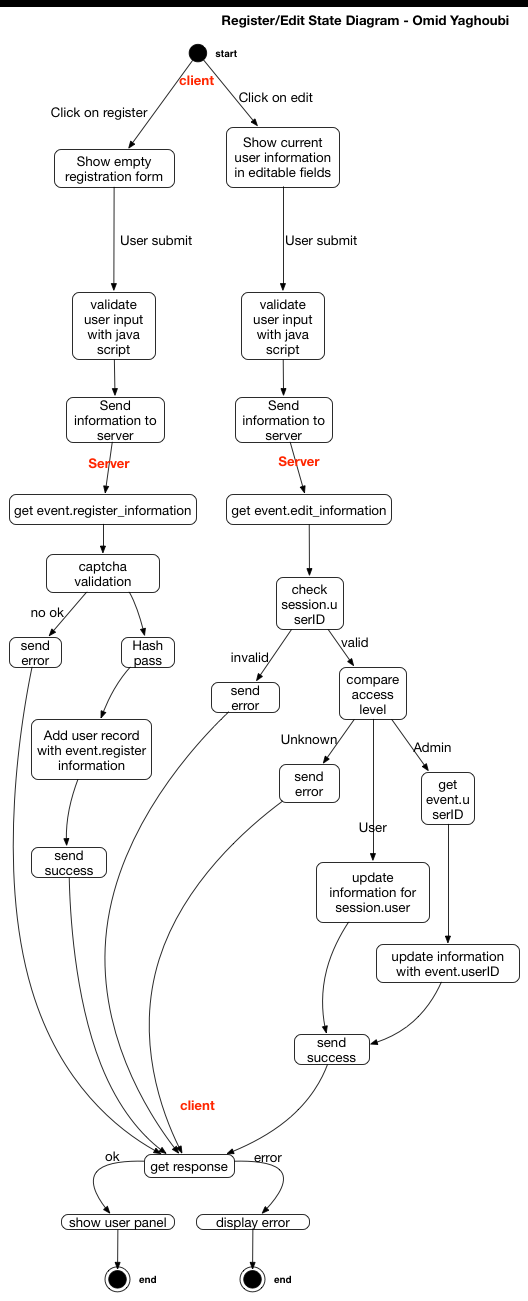 Register/Edit State Diagram - Omid Yaghoubi
start
client
Click on register
Click on edit
Show empty
registration form
Show current
user information
in editable fields
User submit
User submit
validate
user input
with java
script
validate
user input
with java
script
Send
information to
server
Send
information to
server
Server
Server
get event.register_information
get event.edit_information
captcha
validation
check
session.u
serID
no ok
send
error
Hash
pass
invalid
valid
send
error
compare
access
level
Add user record
with event.register
information
Unknown
Admin
send
error
get
event.u
serID
User
send
success
update
information for
session.user
update information
with event.userID
send
success
client
ok
get response
error
show user panel
display error
end
end